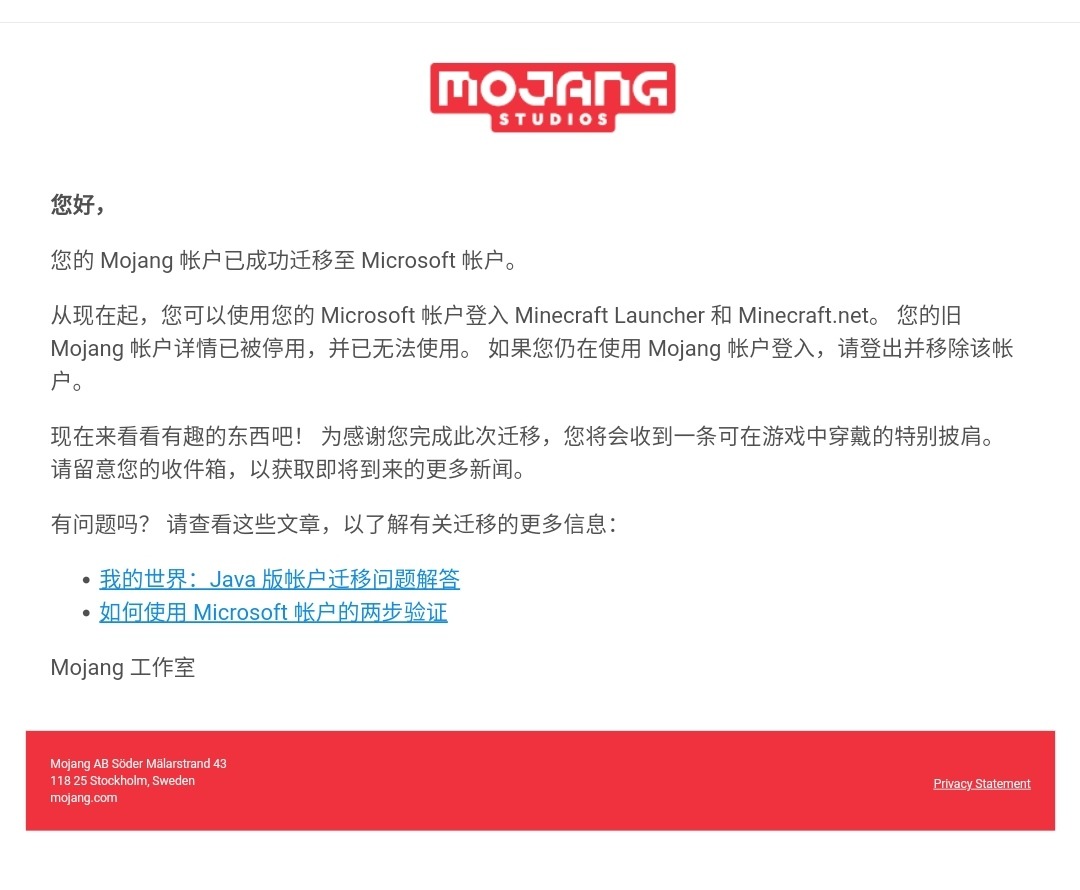 MOJANG
STUDIOS
您好，
您的 Mojang 帐户已成功迁移至 Microsoft 帐户。
从现在起，您可以使用您的 Microsoft 帐户登入 Minecraft Launcher 和 Minecraft.net。 您的旧
Mojang 帐户详情已被停用，并已无法使用。 如果您仍在使用 Mojang 帐户登入，请登出并移除该帐
户。
现在来看看有趣的东西吧！ 为感谢您完成此次迁移，您将会收到一条可在游戏中穿戴的特别披肩。
请留意您的收件箱，以获取即将到来的更多新闻。
有问题吗？ 请查看这些文章，以了解有关迁移的更多信息：
• 我的世界：Java 版帐户迁移问题解答
• 如何使用 Microsoft 帐户的两步验证
Mojang 工作室
Mojang AB Söder Mälarstrand 43
118 25 Stockholm, Sweden
mojang.com
Privacy Statement